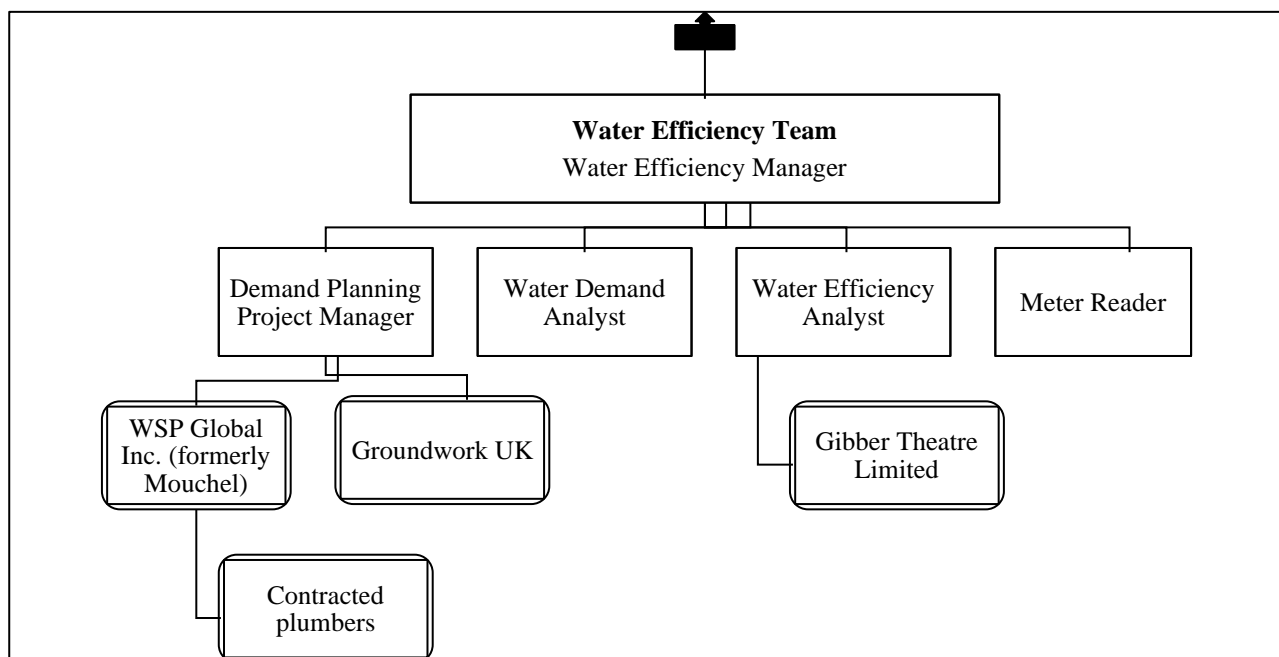 Water Efficiency Team
Water Efficiency Manager
Demand Planning
Project Manager
Water Demand
Analyst
Water Efficiency
Analyst
Meter Reader
WSP Global
Inc. (formerly
Mouchel)
Groundwork UK
Gibber Theatre
Limited
Contracted
plumbers